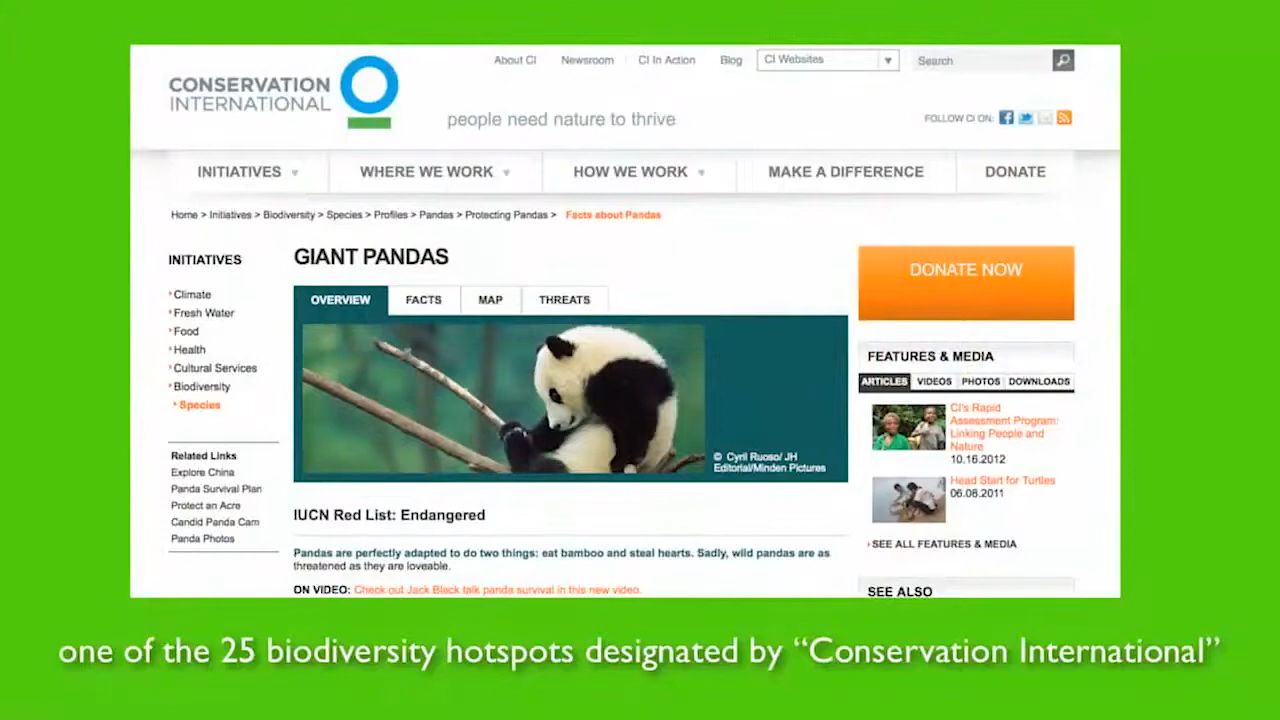 About CI
Newsroom
CI In Action
Blog
CI Websites
Search
CONSERVATION
INTERNATIONAL
people need nature to thrive
FOLLOW CI ON:
INITIATIVES
WHERE WE WORK
HOW WE WORK
MAKE A DIFFERENCE
DONATE
Home > Initiatives > Biodiversity > Species > Profiles > Pandas > Protecting Pandas > Facts about Pandas
INITIATIVES
Climate
Fresh Water
Food
Health
Cultural Services
Biodiversity
Species
Related Links
Explore China
Panda Survival Plan
Protect an Acre
Candid Panda Cam
Panda Photos
GIANT PANDAS
OVERVIEW
FACTS
MAP
THREATS
© Cyril Ruoso/ JH
Editorial/Minden Pictures
IUCN Red List: Endangered
Pandas are perfectly adapted to do two things: eat bamboo and steal hearts. Sadly, wild pandas are as
threatened as they are loveable.
ON VIDEO: Check out Jack Black talk panda survival in this new video.
DONATE NOW
FEATURES & MEDIA
ARTICLES
VIDEOS
PHOTOS
DOWNLOADS
CI's Rapid
Assessment Program:
Linking People and
Nature
10.16.2012
Head Start for Turtles
06.08.2011
SEE ALL FEATURES & MEDIA
SEE ALSO
one of the 25 biodiversity hotspots designated by “Conservation International”